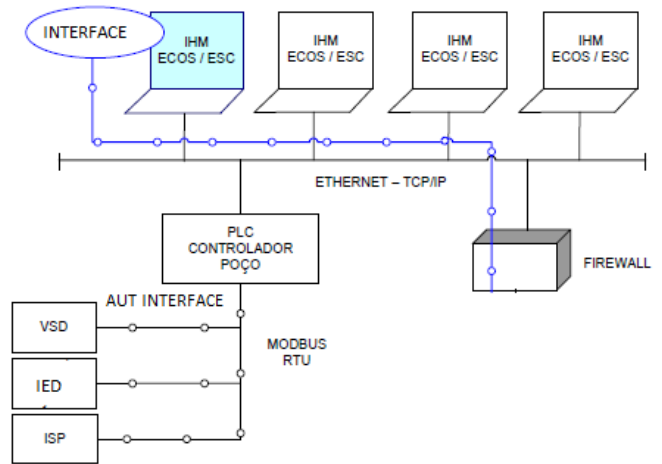 INTERFACE
IHM
ECOS / ESC
IHM
ECOS / ESC
IHM
ECOS / ESC
IHM
ECOS / ESC
ETHERNET – TCP/IP
PLC
CONTROLADOR
POÇO
FIREWALL
AUT INTERFACE
VSD
MODBUS
RTU
IED
ISP